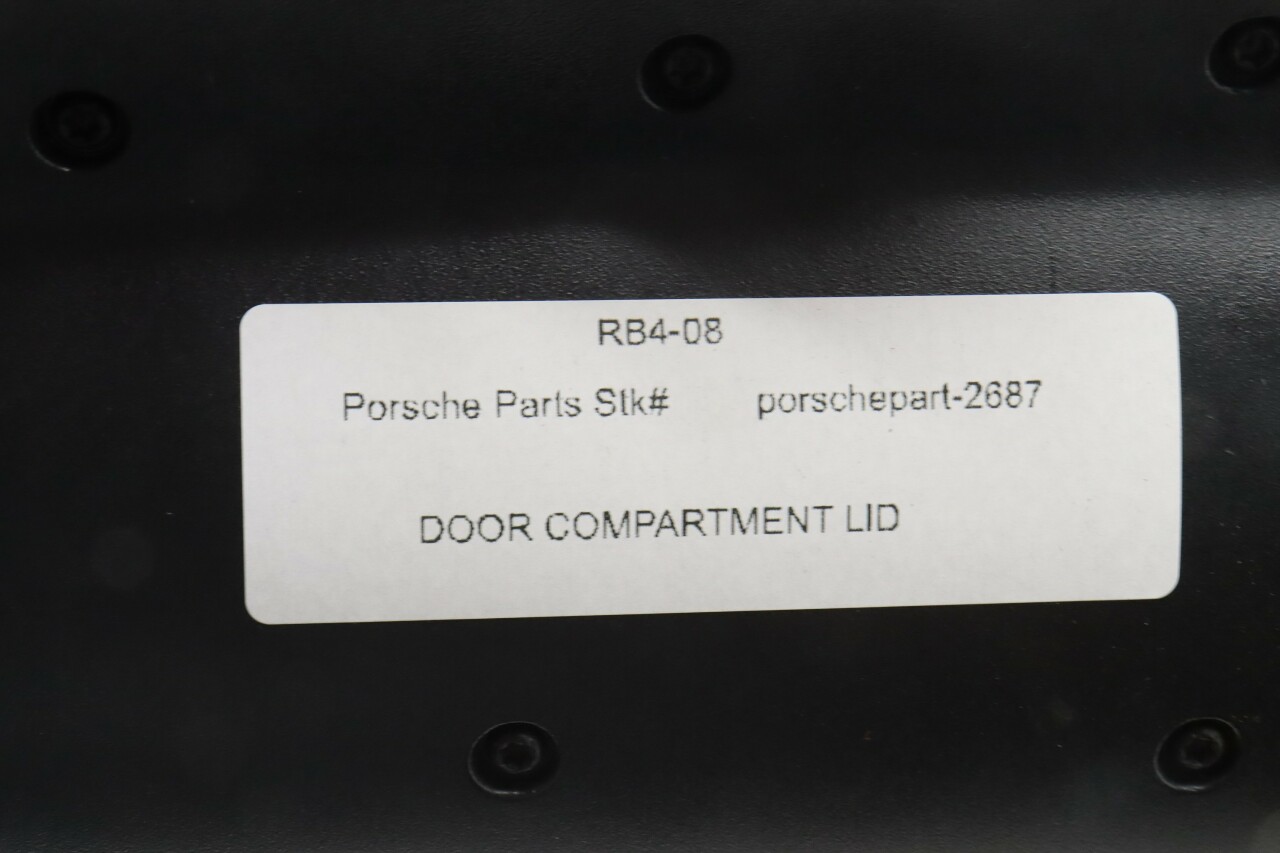 RB4-08
Porsche Parts Stk# porschepart-2687
DOOR COMPARTMENT LID